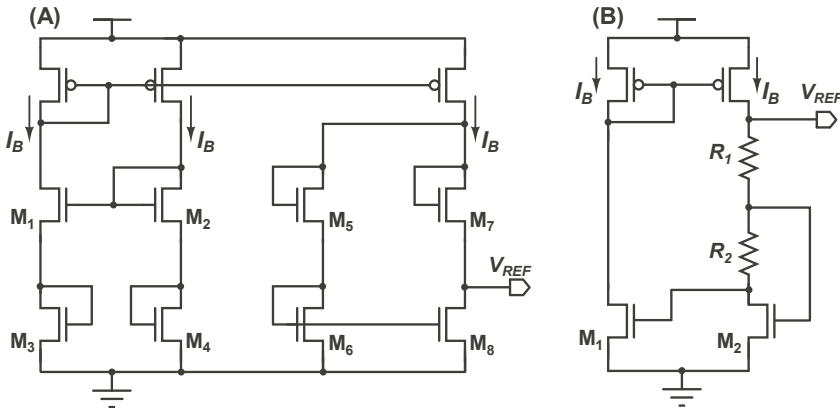 (A)
I_B
I_B
I_B
M_1
M_2
M_5
M_7
V_REF
M_3
M_4
M_6
M_8
(B)
I_B
I_B
V_REF
R_1
R_2
M_1
M_2